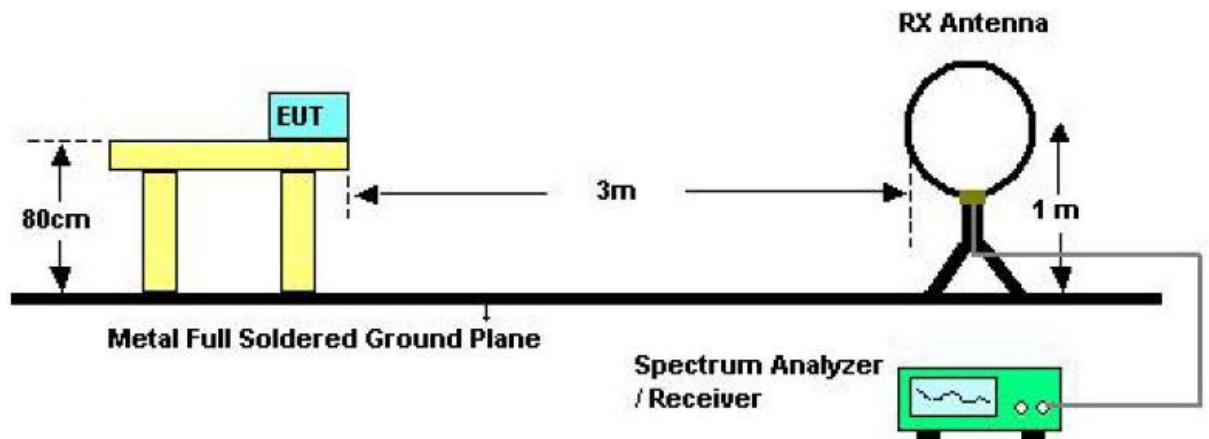 RX Antenna
EUT
80cm
3m
1 m
Metal Full Soldered Ground Plane
Spectrum Analyzer
/ Receiver